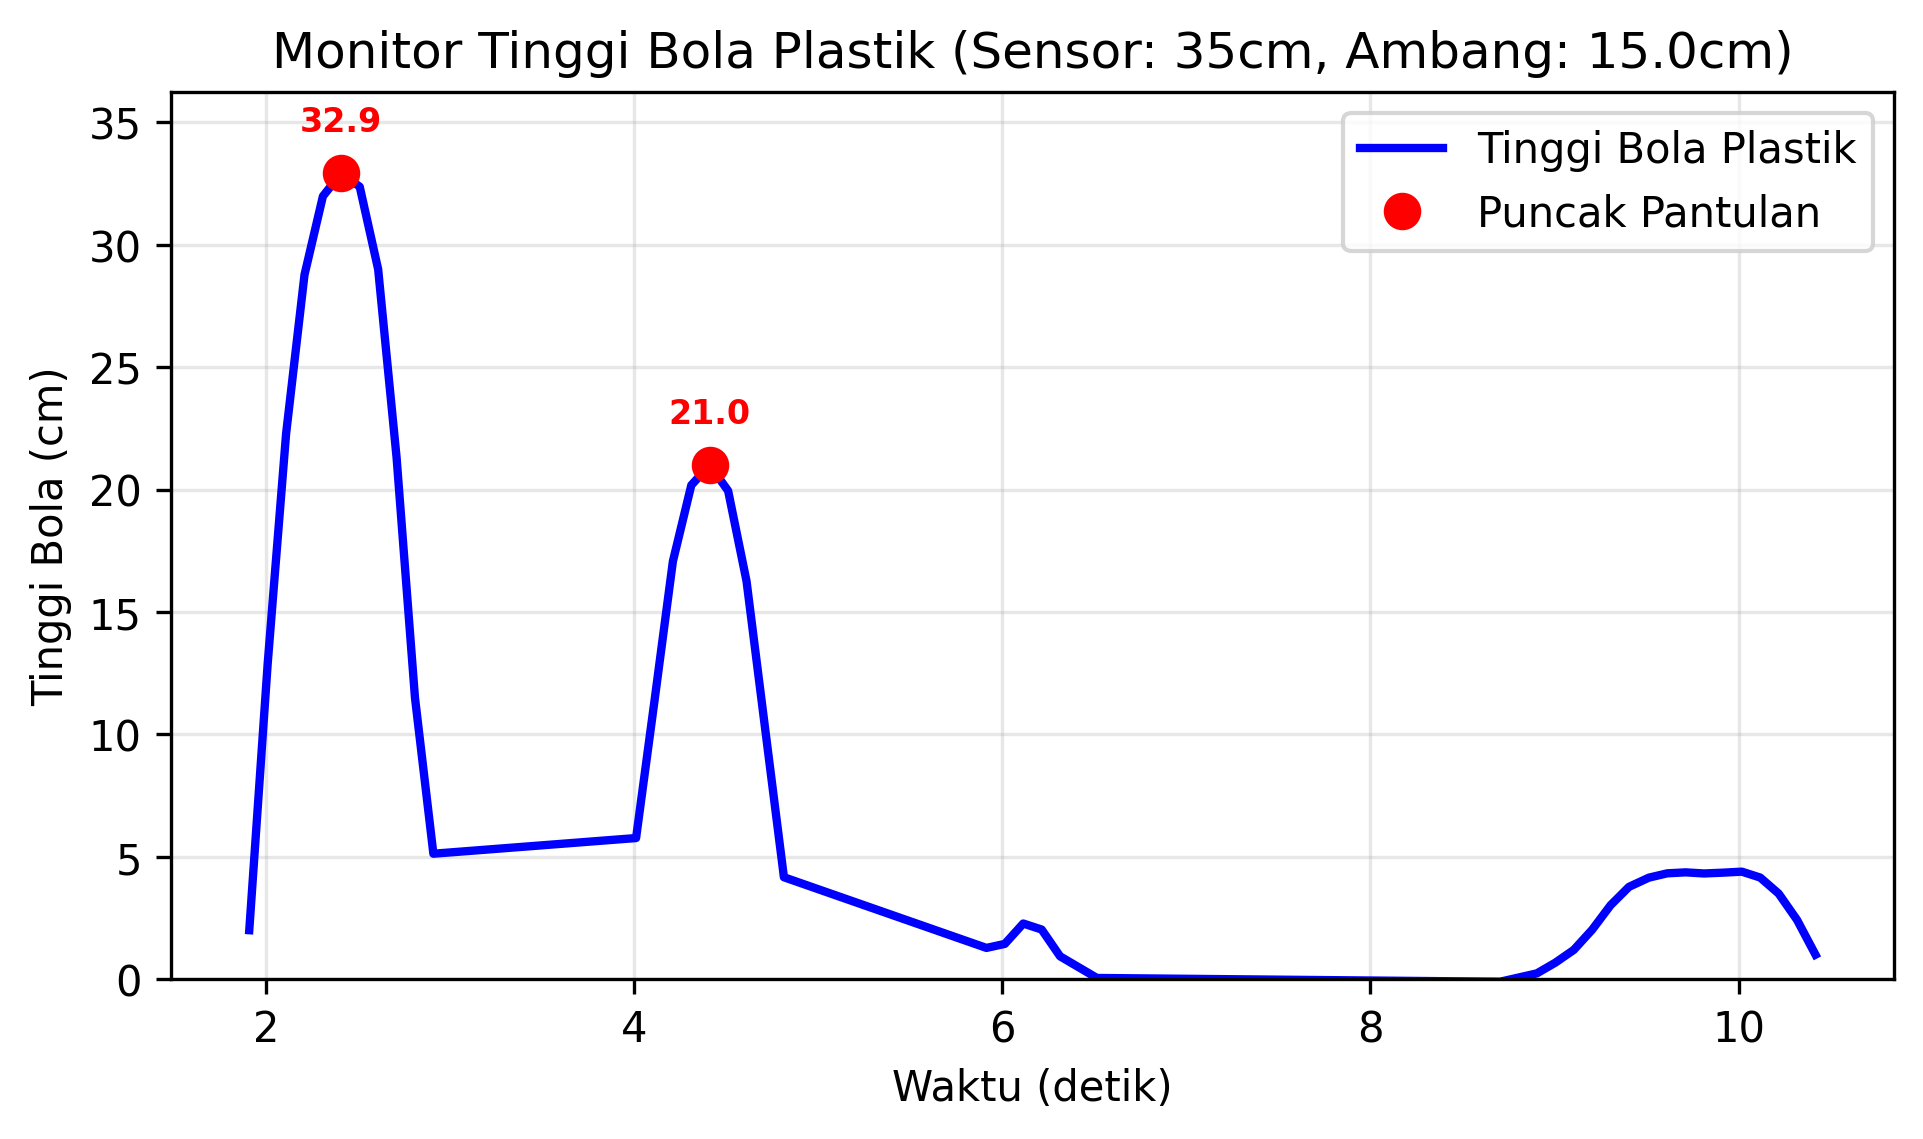 Monitor Tinggi Bola Plastik (Sensor: 35cm, Ambang: 15.0cm)
Tinggi Bola Plastik
Puncak Pantulan
32.9
21.0
Tinggi Bola (cm)
35
30
25
20
15
10
5
0
2 4 6 8 10
Waktu (detik)